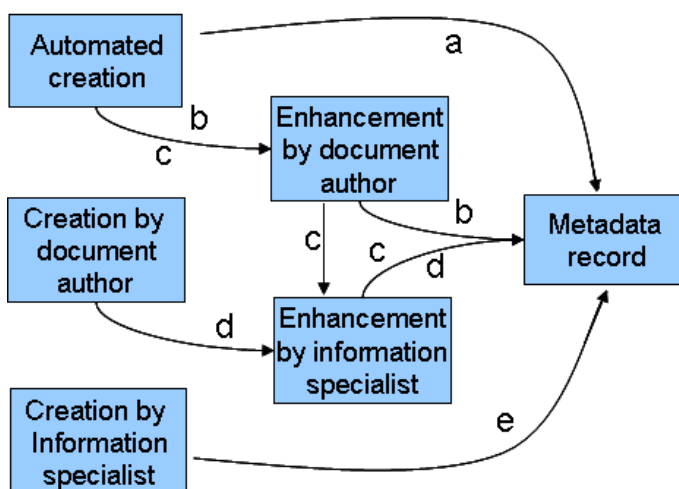 Automated
creation
a
b
c
Enhancement
by document
author
Creation by
document
author
c
b
c
d
Metadata
record
d
Enhancement
by information
specialist
Creation by
Information
specialist
e